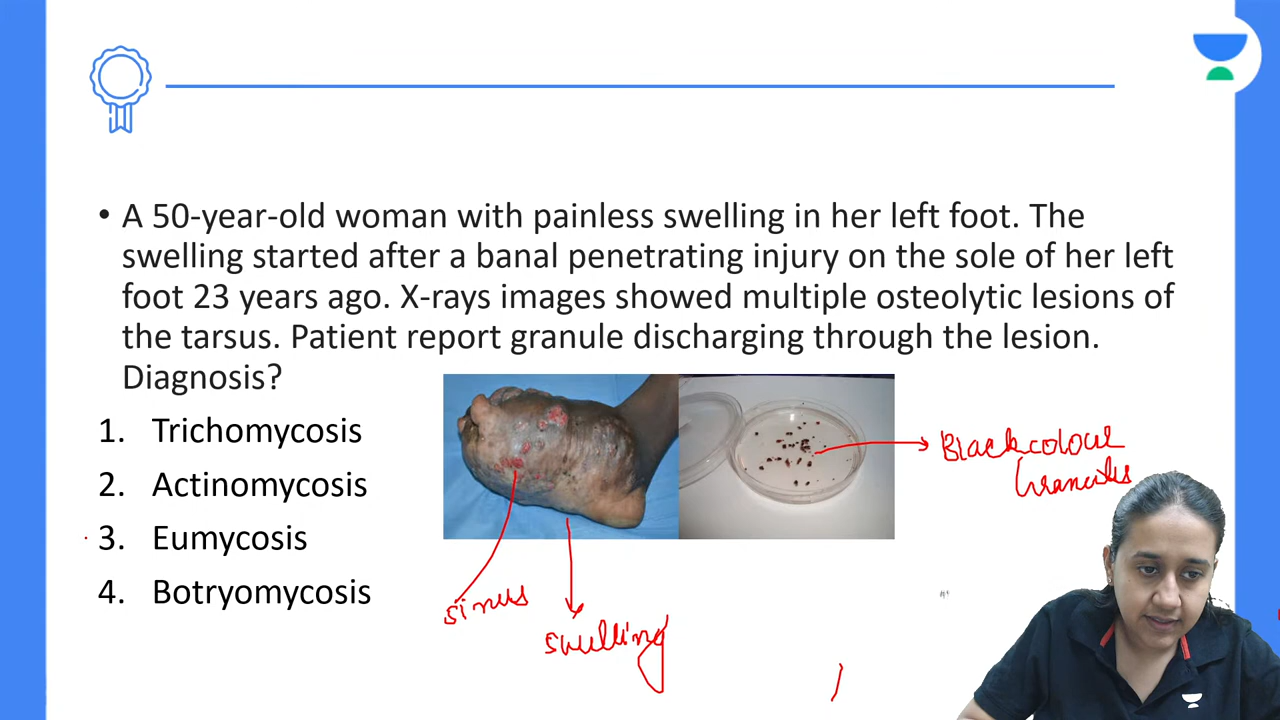 • A 50-year-old woman with painless swelling in her left foot. The
swelling started after a banal penetrating injury on the sole of her left
foot 23 years ago. X-rays images showed multiple osteolytic lesions of
the tarsus. Patient report granule discharging through the lesion.
Diagnosis?
1. Trichomycosis
2. Actinomycosis
3. Eumycosis
4. Botryomycosis
Black colour
Granules
sinus
swelling